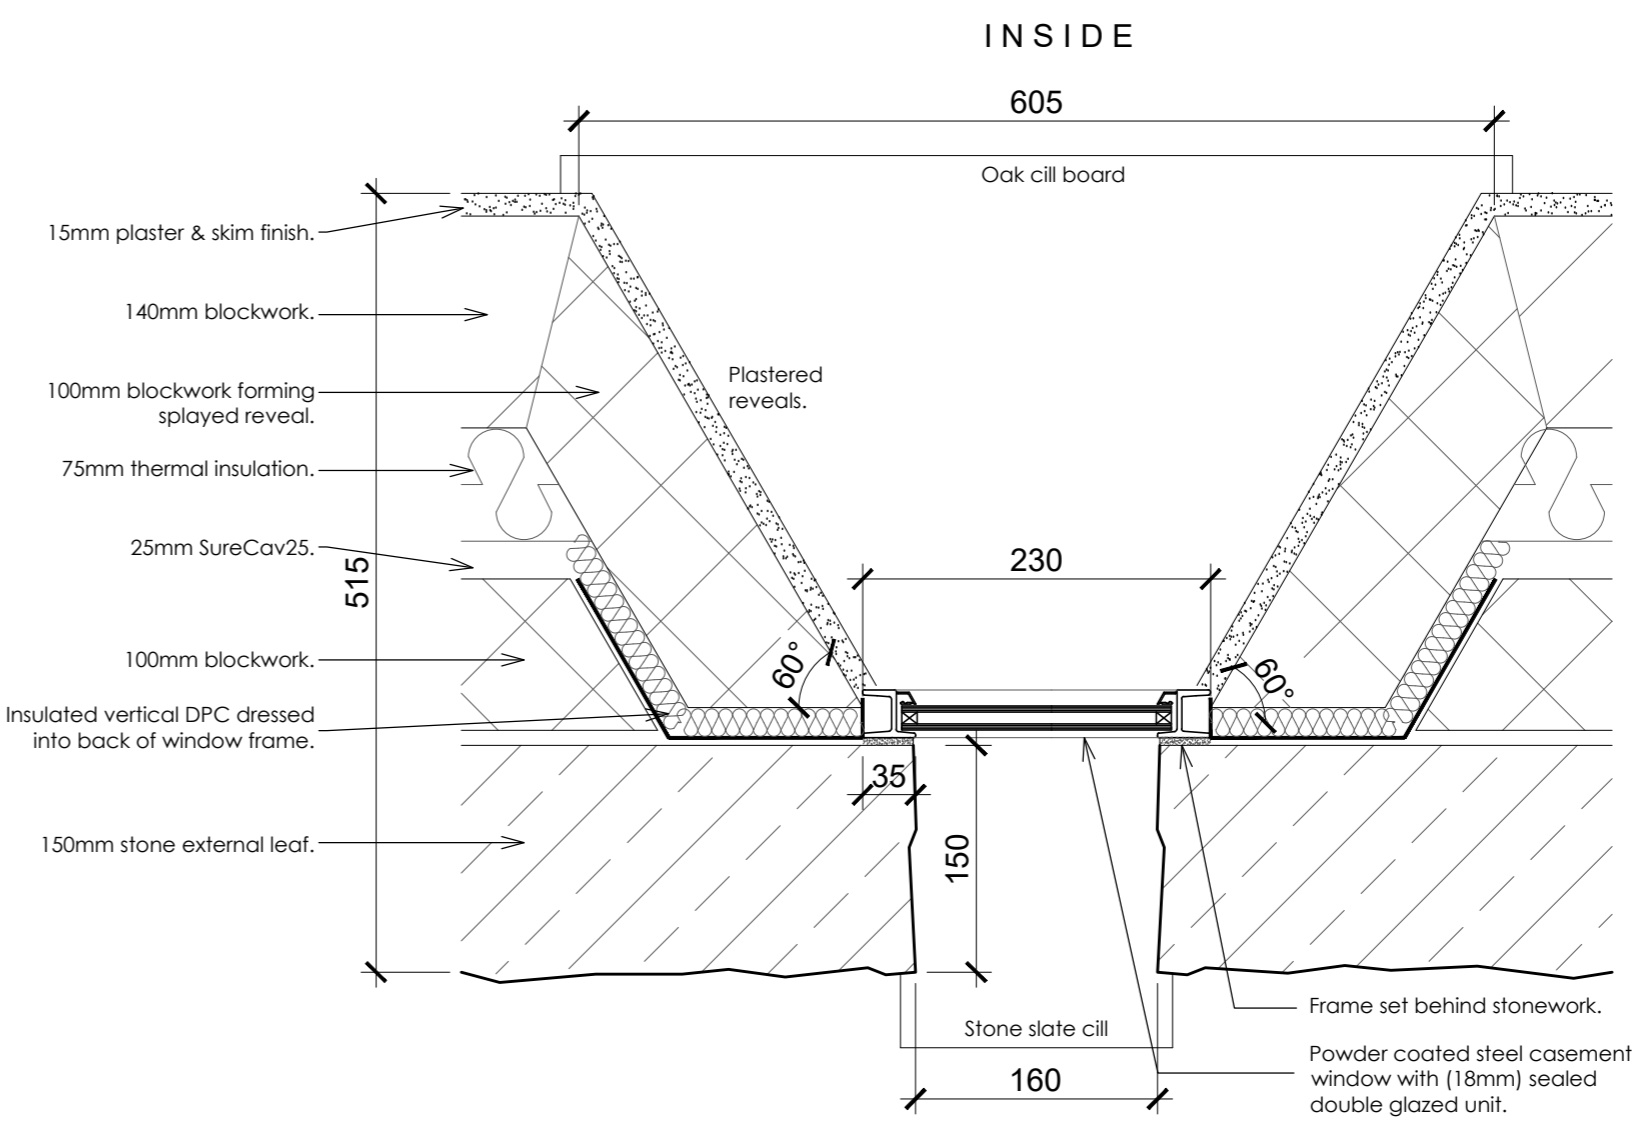 INSIDE
605
Oak cill board
15mm plaster & skim finish.
140mm blockwork.
100mm blockwork forming
splayed reveal.
Plastered
reveals.
75mm thermal insulation.
25mm SureCav25.
515
230
100mm blockwork.
60°
60°
Insulated vertical DPC dressed
into back of window frame.
35
150mm stone external leaf.
150
Frame set behind stonework.
Stone slate cill
Powder coated steel casement
window with (18mm) sealed
double glazed unit.
160